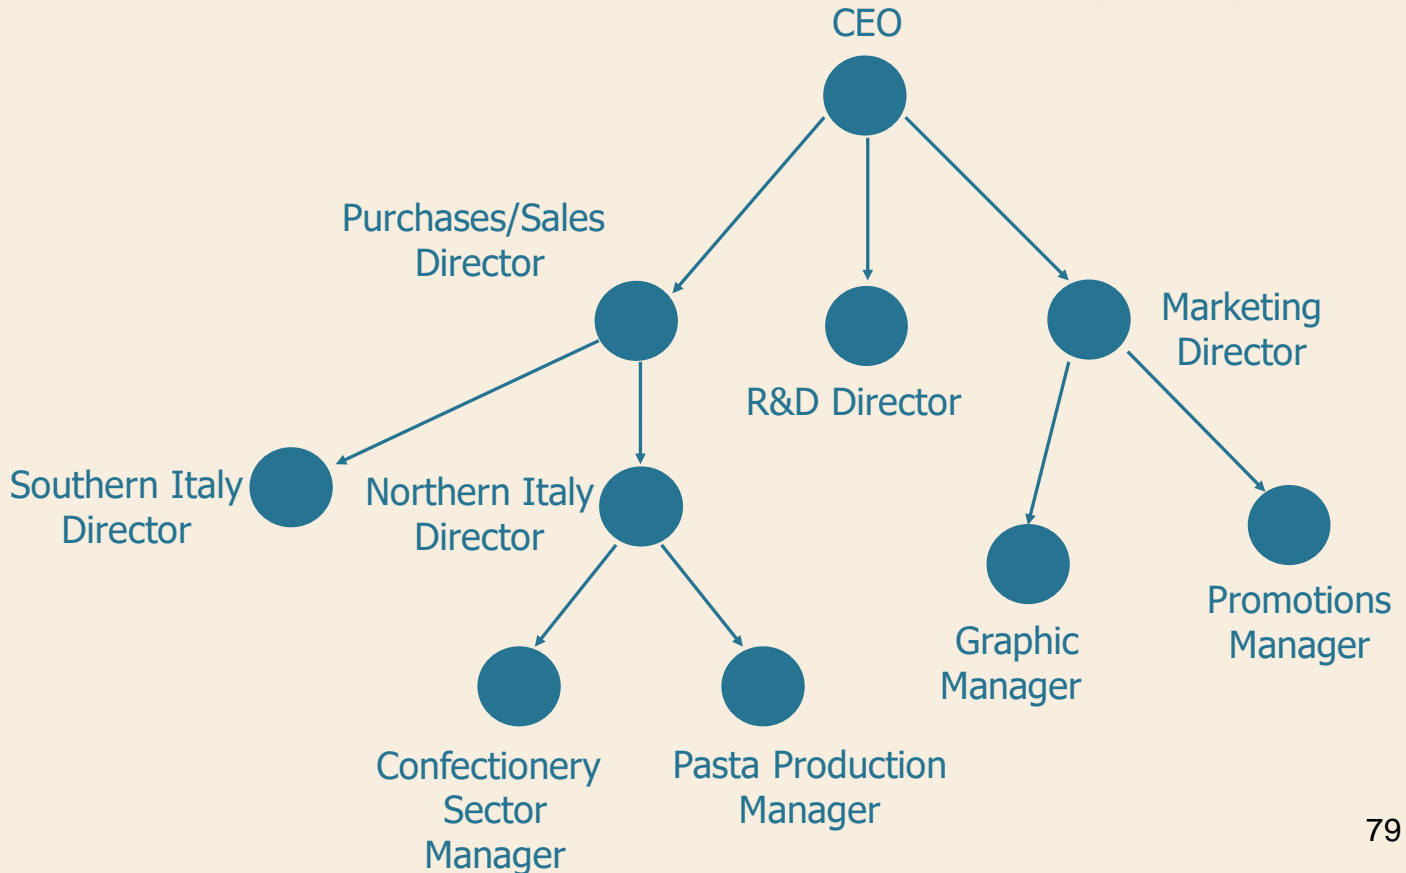 CEO
Purchases/Sales
Director
Marketing
Director
R&D Director
Southern Italy
Director
Northern Italy
Director
Graphic
Manager
Promotions
Manager
Confectionery
Sector
Manager
Pasta Production
Manager
79